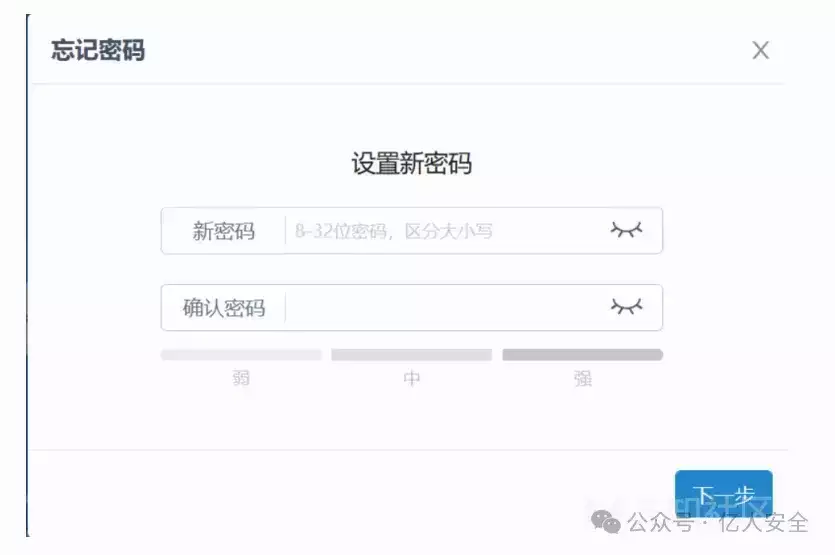 忘记密码
设置新密码
新密码 8-32位密码，区分大小写
确认密码
弱 中 强
下一步
公众号 · 亿人安全